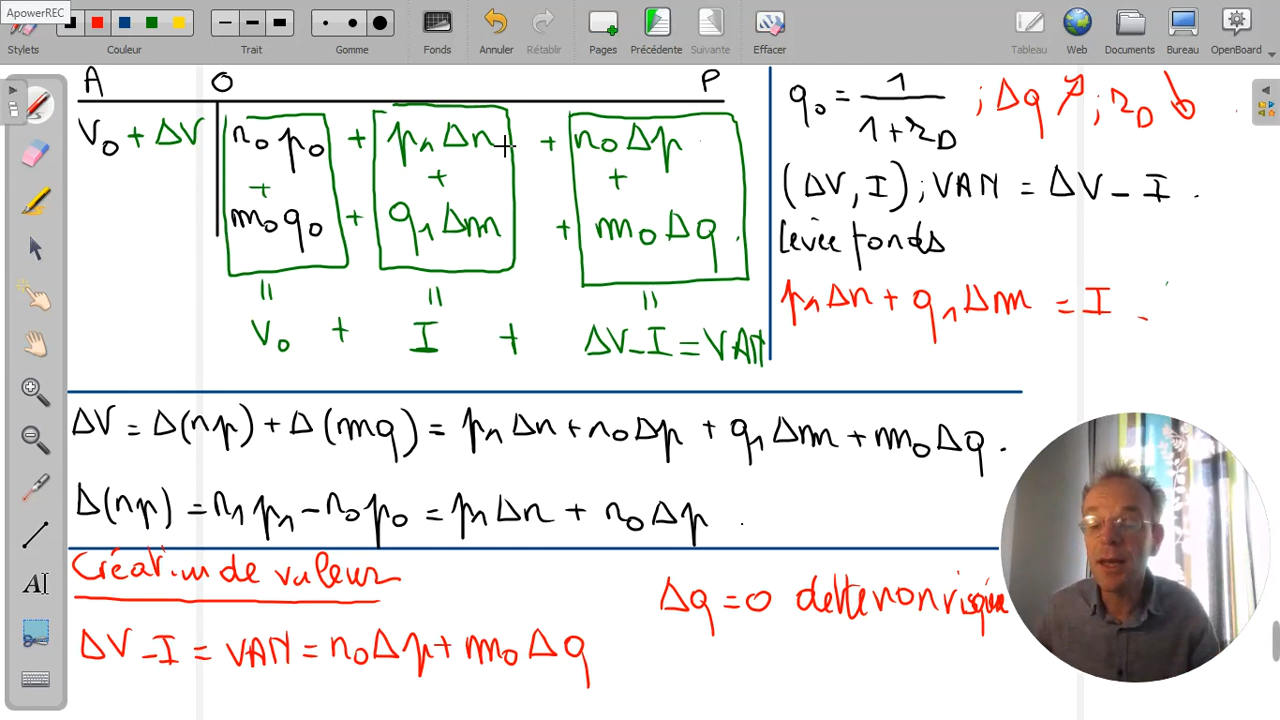 ApowerREC
Stylets Couleur Trait Gomme Fonds Annuler Rétablir Pages Précédente Suivante Effacer Tableau Web Documents Bureau OpenBoard
A O P
V₀ + ΔV n₀p₀ + p₁Δn + n₀Δp
+ + +
m₀q₀ + q₁Δm + m₀Δq.
= = =
V₀ + I + ΔV-I = VAN
q₀ = 1/(1+r_D) ; Δq ↗ ; r_D ↘
(ΔV, I) ; VAN = ΔV - I.
Levée fonds
p₁Δn + q₁Δm = I
ΔV = Δ(np) + Δ(mq) = p₁Δn + n₀Δp + q₁Δm + m₀Δq.
Δ(np) = n₁p₁ - n₀p₀ = p₁Δn + n₀Δp.
Création de valeur
Δq = 0 dette non risquée
ΔV - I = VAN = n₀Δp + m₀Δq
AI